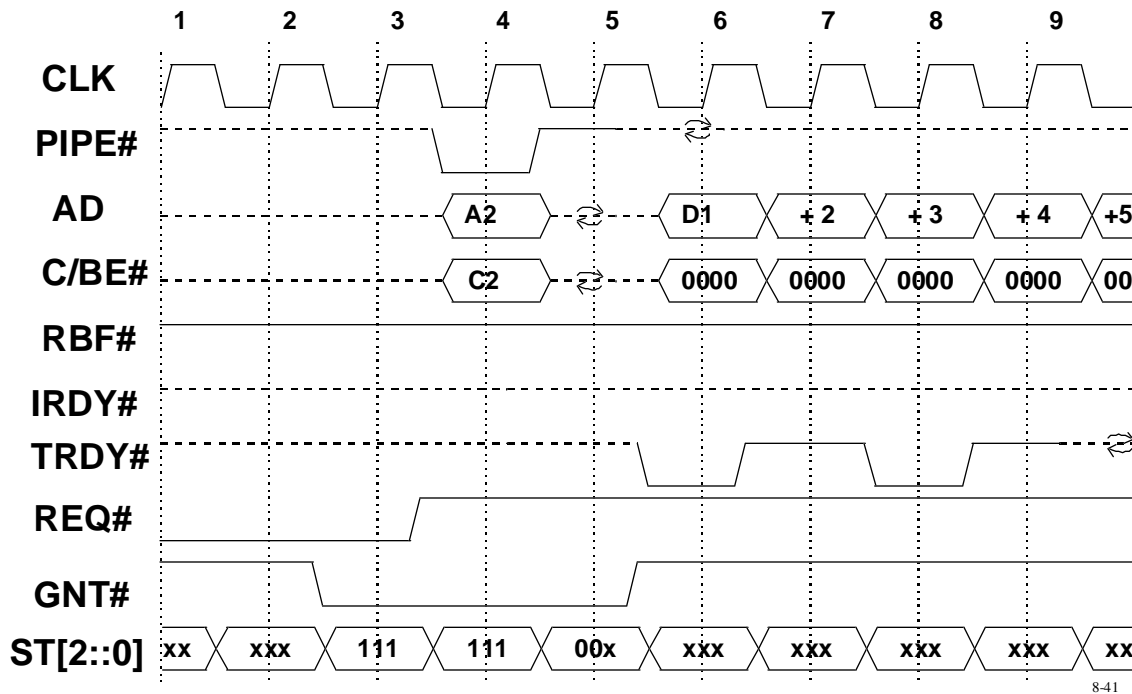 1 2 3 4 5 6 7 8 9
CLK
PIPE#
AD A2 D1 +2 +3 +4 +5
C/BE# C2 0000 0000 0000 0000 00
RBF#
IRDY#
TRDY#
REQ#
GNT#
ST[2::0] xx xxx 111 111 00x xxx xxx xxx xxx xx
8-41